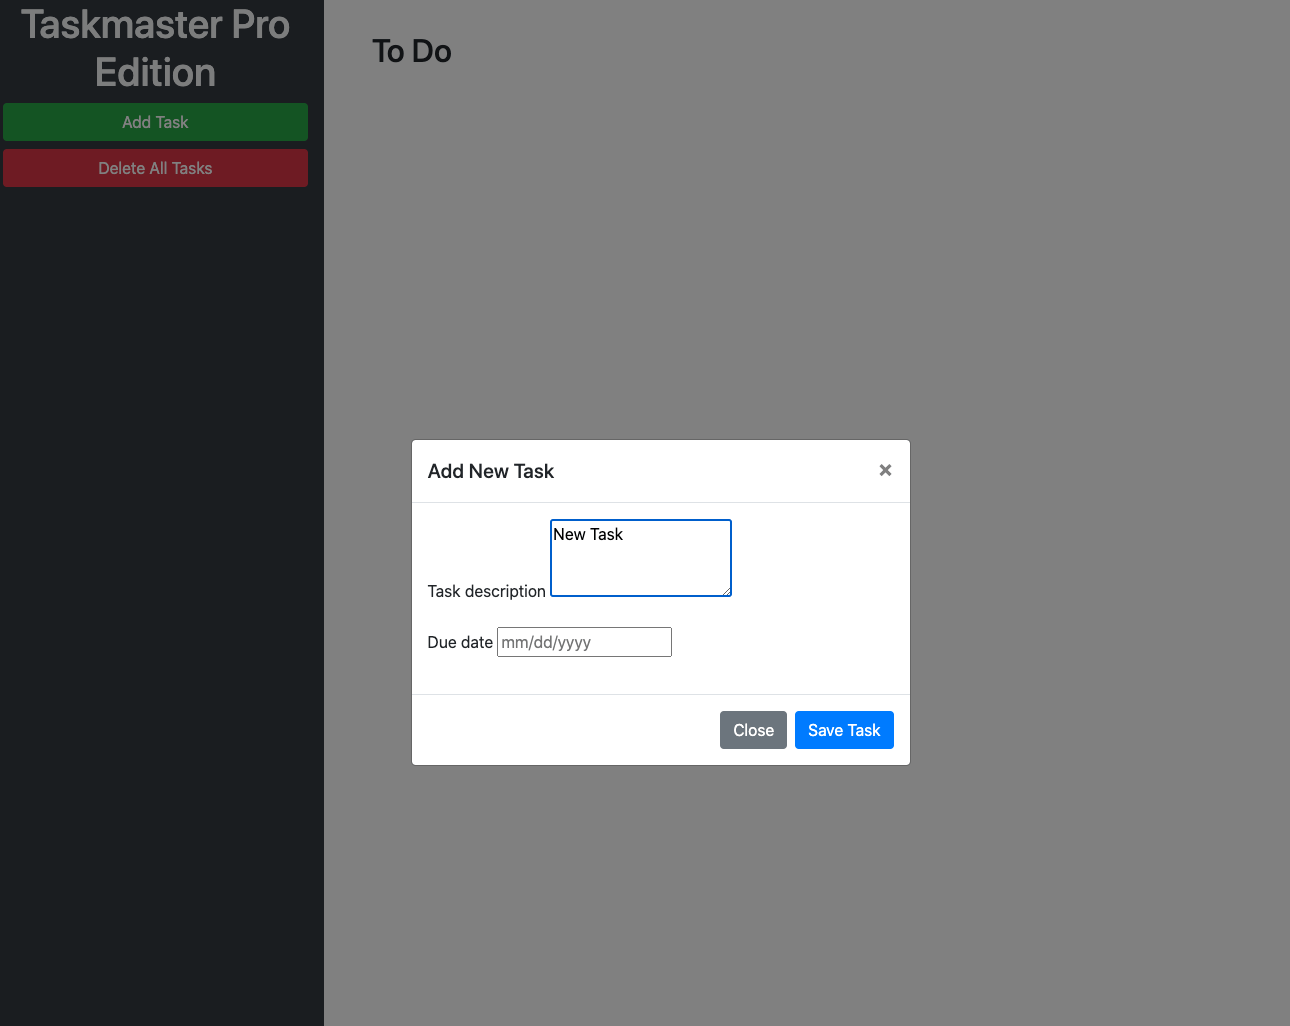 Taskmaster Pro
Edition
Add Task
Delete All Tasks
To Do
Add New Task
×
New Task
Task description
Due date mm/dd/yyyy
Close Save Task